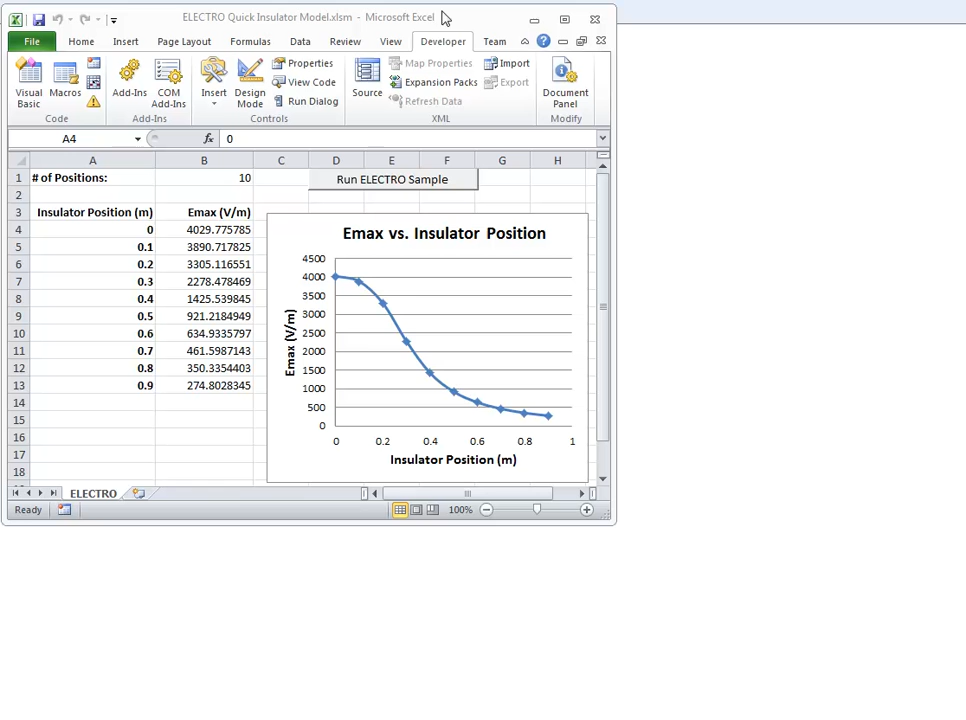 ELECTRO Quick Insulator Model.xlsm - Microsoft Excel
File Home Insert Page Layout Formulas Data Review View Developer Team
Visual Basic
Macros
Code
Add-Ins
COM Add-Ins
Add-Ins
Insert
Design Mode
Properties
View Code
Run Dialog
Controls
Source
Map Properties
Expansion Packs
Refresh Data
Import
Export
XML
Document Panel
Modify
A4 fx 0
A B C D E F G H
1 # of Positions: 10 Run ELECTRO Sample
2
3 Insulator Position (m) Emax (V/m)
4 0 4029.775785
5 0.1 3890.717825
6 0.2 3305.116551
7 0.3 2278.478469
8 0.4 1425.539845
9 0.5 921.2184949
10 0.6 634.9335797
11 0.7 461.5987143
12 0.8 350.3354403
13 0.9 274.8028345
14
15
16
17
18
Emax vs. Insulator Position
Emax (V/m)
4500
4000
3500
3000
2500
2000
1500
1000
500
0
0 0.2 0.4 0.6 0.8 1
Insulator Position (m)
ELECTRO
Ready 100%